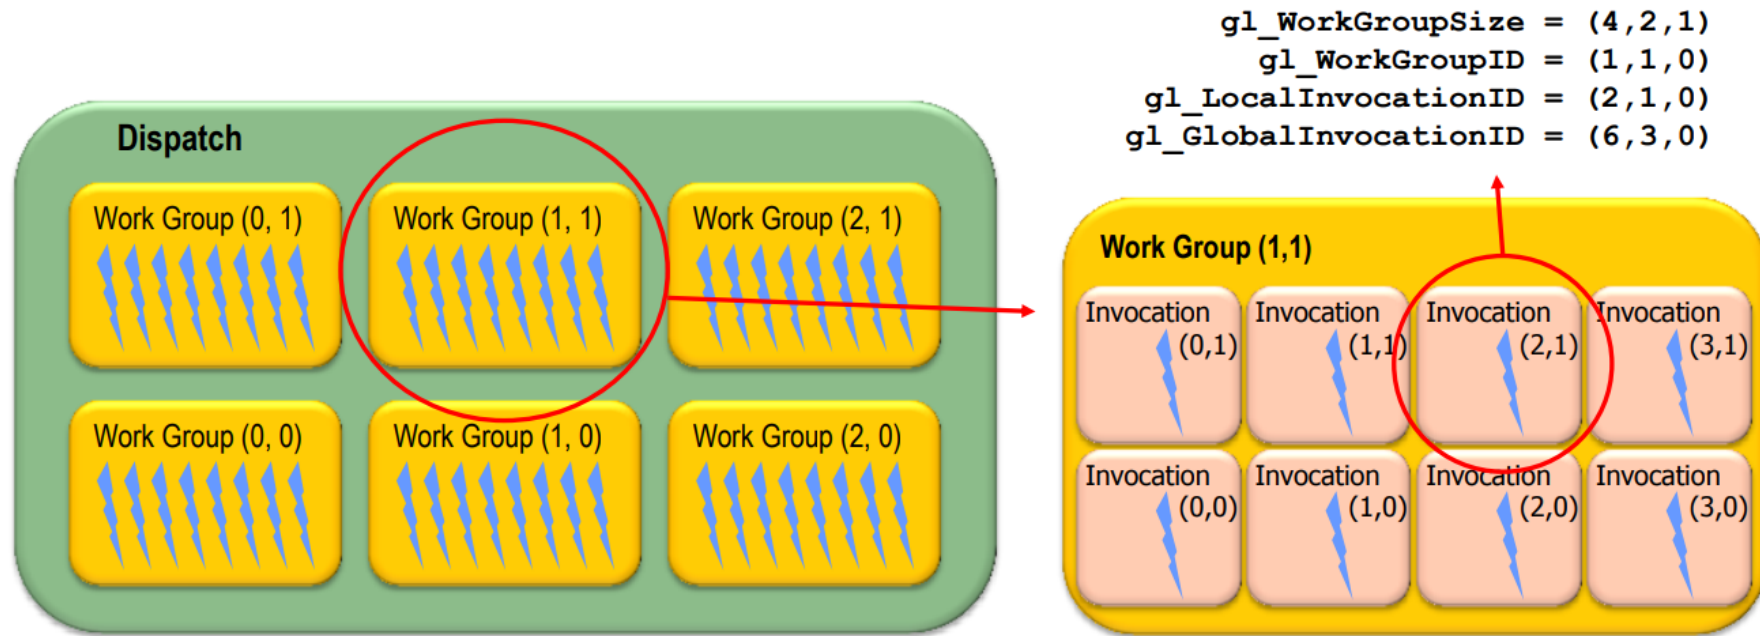 gl_WorkGroupSize = (4,2,1)
gl_WorkGroupID = (1,1,0)
gl_LocalInvocationID = (2,1,0)
gl_GlobalInvocationID = (6,3,0)
Dispatch
Work Group (0, 1)
Work Group (1, 1)
Work Group (2, 1)
Work Group (0, 0)
Work Group (1, 0)
Work Group (2, 0)
Work Group (1,1)
Invocation
(0,1)
Invocation
(1,1)
Invocation
(2,1)
Invocation
(3,1)
Invocation
(0,0)
Invocation
(1,0)
Invocation
(2,0)
Invocation
(3,0)